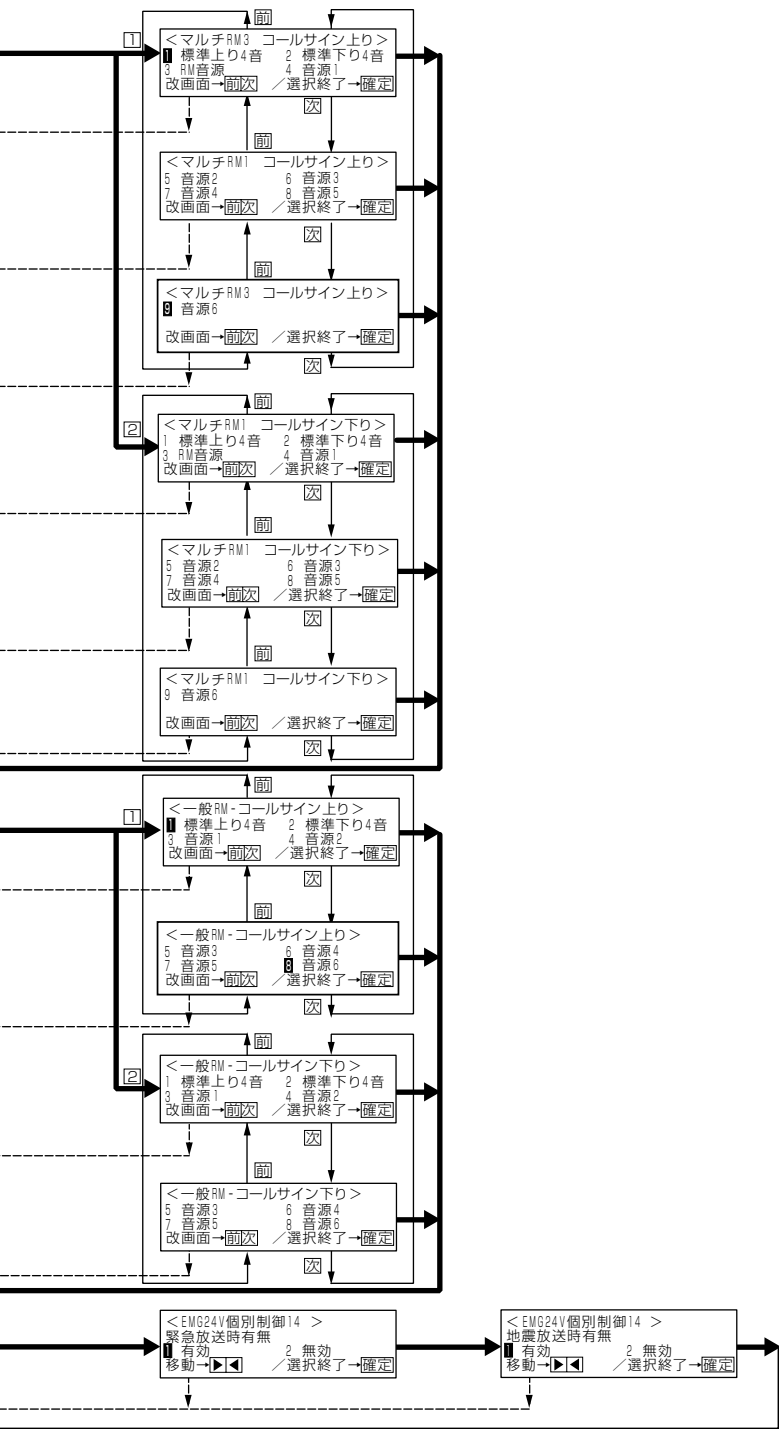 前
1
＜マルチRM3　コールサイン上り＞
1 標準上り4音　2 標準下り4音
3 RM音源　4 音源1
改画面→前次　／選択終了→確定
次
前
＜マルチRM1　コールサイン上り＞
5 音源2　6 音源3
7 音源4　8 音源5
改画面→前次　／選択終了→確定
次
前
＜マルチRM3　コールサイン上り＞
9 音源6
改画面→前次　／選択終了→確定
次
前
2
＜マルチRM1　コールサイン下り＞
1 標準上り4音　2 標準下り4音
3 RM音源　4 音源1
改画面→前次　／選択終了→確定
次
前
＜マルチRM1　コールサイン下り＞
5 音源2　6 音源3
7 音源4　8 音源5
改画面→前次　／選択終了→確定
次
前
＜マルチRM1　コールサイン下り＞
9 音源6
改画面→前次　／選択終了→確定
次
前
1
＜一般RM-コールサイン上り＞
1 標準上り4音　2 標準下り4音
3 音源1　4 音源2
改画面→前次　／選択終了→確定
次
前
＜一般RM-コールサイン上り＞
5 音源3　6 音源4
7 音源5　8 音源6
改画面→前次　／選択終了→確定
次
前
2
＜一般RM-コールサイン下り＞
1 標準上り4音　2 標準下り4音
3 音源1　4 音源2
改画面→前次　／選択終了→確定
次
前
＜一般RM-コールサイン下り＞
5 音源3　6 音源4
7 音源5　8 音源6
改画面→前次　／選択終了→確定
次
＜EMG24V個別制御14 ＞
緊急放送時有無
1 有効　2 無効
移動→▶◀　／選択終了→確定
＜EMG24V個別制御14 ＞
地震放送時有無
1 有効　2 無効
移動→▶◀　／選択終了→確定